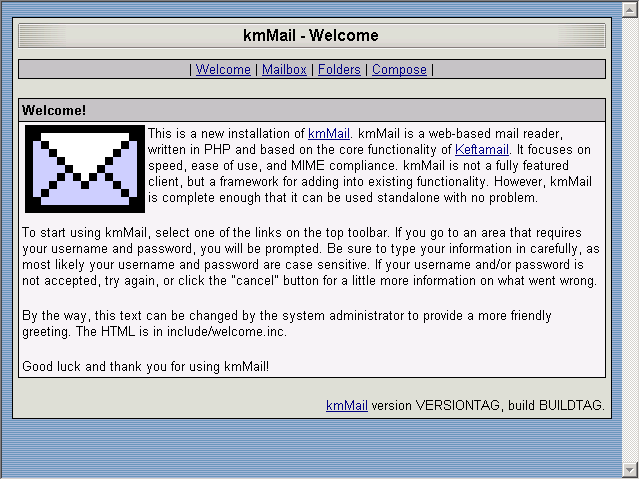 kmMail - Welcome
| Welcome | Mailbox | Folders | Compose |
Welcome!
This is a new installation of kmMail. kmMail is a web-based mail reader,
written in PHP and based on the core functionality of Keftamail. It focuses on
speed, ease of use, and MIME compliance. kmMail is not a fully featured
client, but a framework for adding into existing functionality. However, kmMail
is complete enough that it can be used standalone with no problem.
To start using kmMail, select one of the links on the top toolbar. If you go to an area that requires
your username and password, you will be prompted. Be sure to type your information in carefully, as
most likely your username and password are case sensitive. If your username and/or password is
not accepted, try again, or click the "cancel" button for a little more information on what went wrong.
By the way, this text can be changed by the system administrator to provide a more friendly
greeting. The HTML is in include/welcome.inc.
Good luck and thank you for using kmMail!
kmMail version VERSIONTAG, build BUILDTAG.